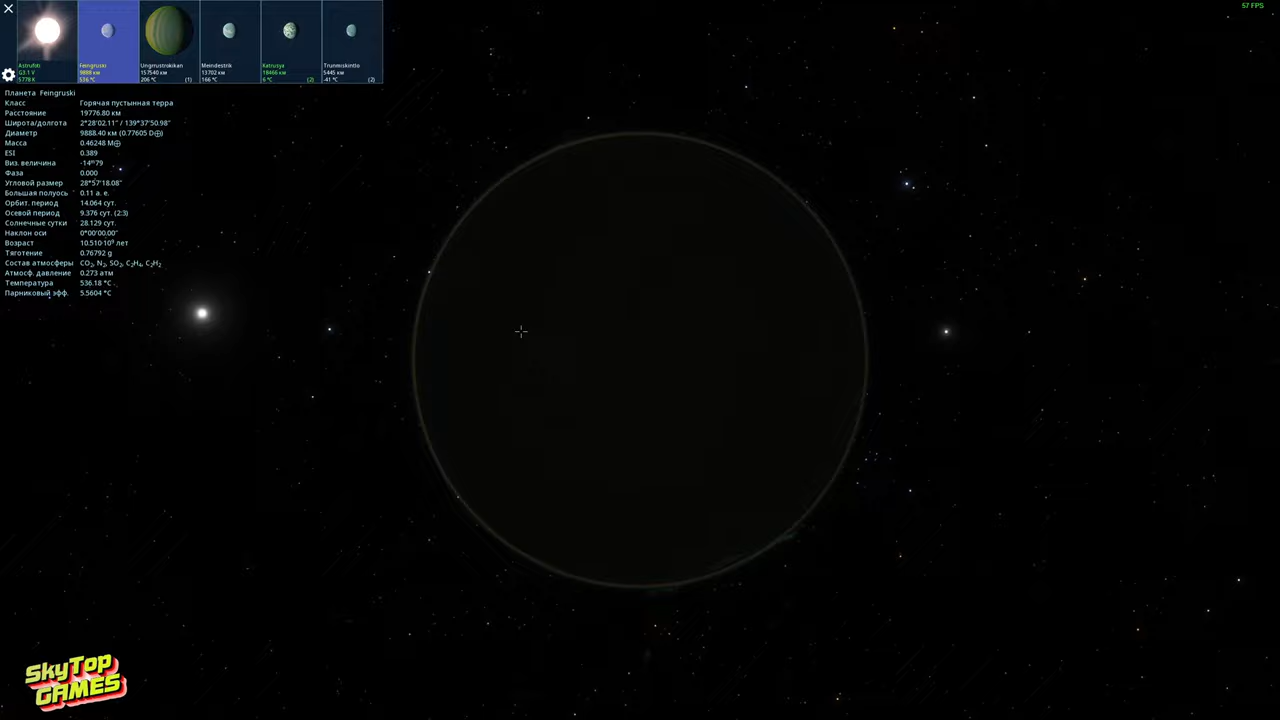 57 FPS
Astrufoti
G3.1 V
5778 K
Feingruski
9888 км
536 °C
Ungrrustrokikan
157540 км
206 °C
(1)
Meindestrik
13702 км
166 °C
Katrusya
18466 км
6 °C
(2)
Trunmiskintlo
5445 км
-41 °C
(2)
Планета Feingruski
Класс Горячая пустынная терра
Расстояние 19776.80 км
Широта/долгота 2°28'02.11" / 139°37'50.98"
Диаметр 9888.40 км (0.77605 D⊕)
Масса 0.46248 M⊕
ESI 0.389
Виз. величина -14ᵐ79
Фаза 0.000
Угловой размер 28°57'18.08"
Большая полуось 0.11 а. е.
Орбит. период 14.064 сут.
Осевой период 9.376 сут. (2:3)
Солнечные сутки 28.129 сут.
Наклон оси 0°00'00.00"
Возраст 10.510·10⁹ лет
Тяготение 0.76792 g
Состав атмосферы CO₂, N₂, SO₂, C₂H₄, C₂H₂
Атмосф. давление 0.273 атм
Температура 536.18 °C
Парниковый эфф. 5.5604 °C
SkyTop
GAMES